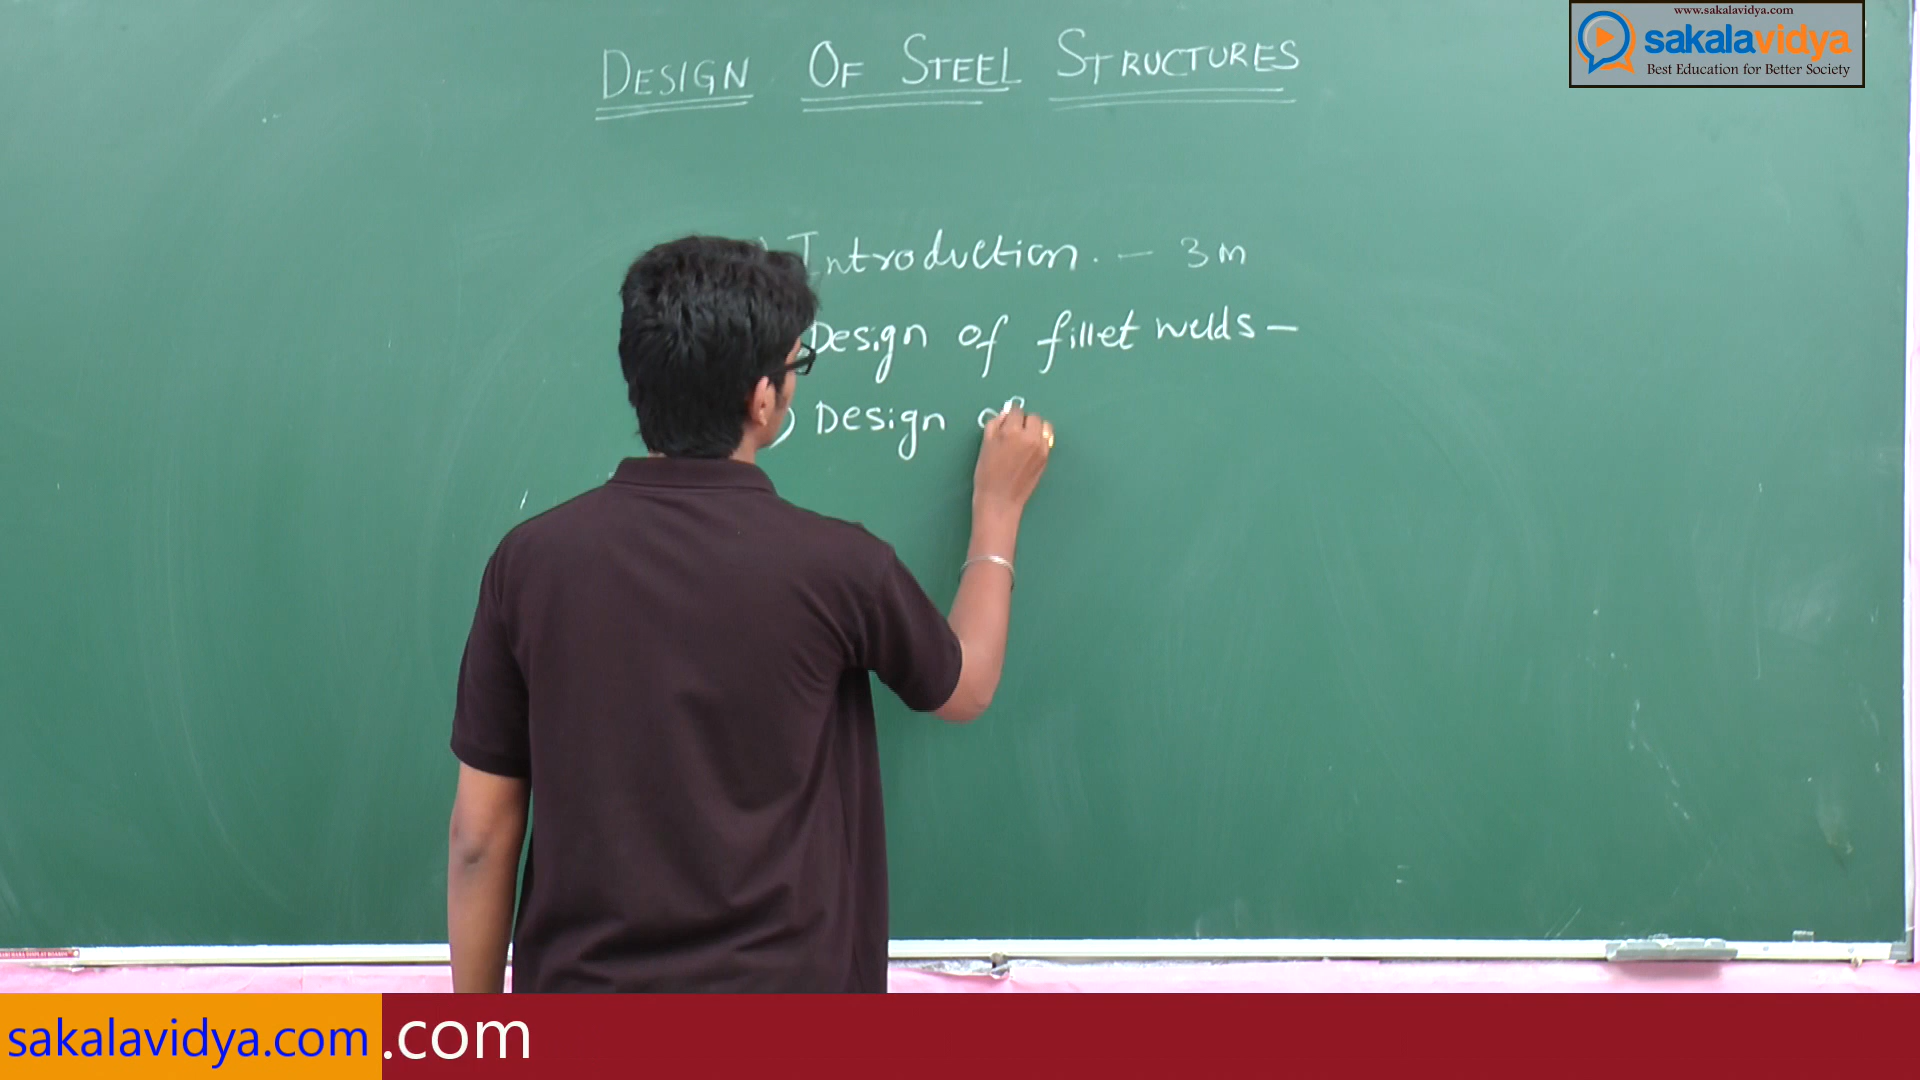 www.sakalavidya.com
sakalavidya
Best Education for Better Society
DESIGN OF STEEL STRUCTURES
) Introduction. - 3m
Design of fillet welds -
) Design of
sakalavidya.com .com